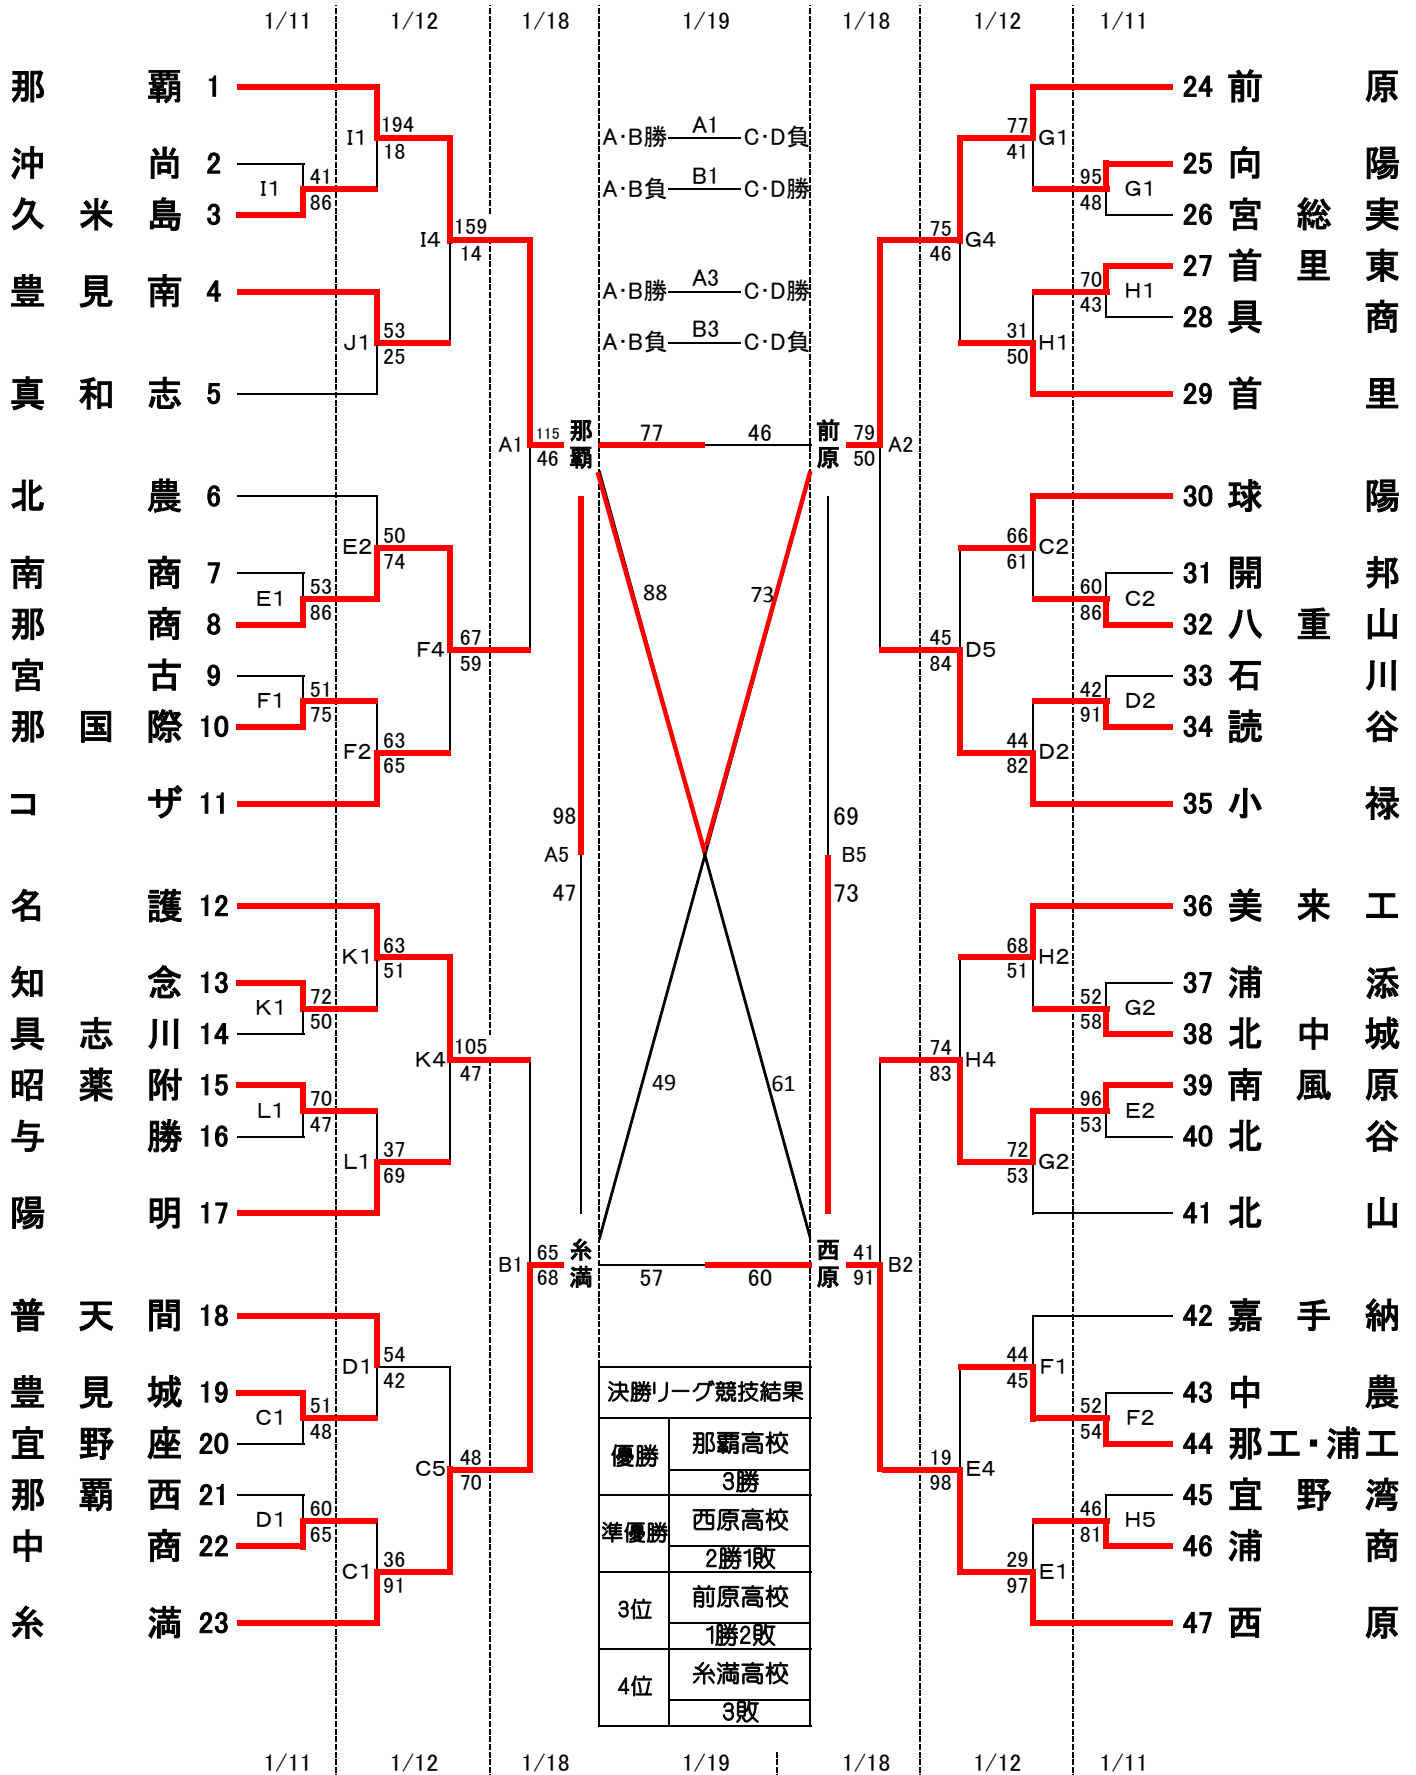 1/11 1/12 1/18 1/19 1/18 1/12 1/11
那覇 1
沖尚 2
久米島 3
豊見南 4
真和志 5
北農 6
南商 7
那商 8
宮古 9
那国際 10
コザ 11
名護 12
知念 13
具志川 14
昭薬附 15
与勝 16
陽明 17
普天間 18
豊見城 19
宜野座 20
那覇西 21
中商 22
糸満 23
I1 41 86
E1 53 86
F1 51 75
K1 72 50
L1 70 47
C1 51 48
D1 60 65
I1 194 18
J1 53 25
E2 50 74
F2 63 65
K1 63 51
L1 37 69
D1 54 42
C1 36 91
I4 159 14
F4 67 59
K4 105 47
C5 48 70
A1 115 46
B1 65 68
那覇
糸満
98
A5
47
A・B勝 A1 C・D負
A・B負 B1 C・D勝
A・B勝 A3 C・D勝
A・B負 B3 C・D負
77 46
88 73
49 61
57 60
決勝リーグ競技結果
優勝 那覇高校
3勝
準優勝 西原高校
2勝1敗
3位 前原高校
1勝2敗
4位 糸満高校
3敗
前原
西原
69
B5
73
79 50 A2
41 91 B2
75 46 G4
45 84 D5
74 83 H4
19 98 E4
77 41 G1
31 50 H1
66 61 C2
44 82 D2
68 51 H2
72 53 G2
44 45 F1
29 97 E1
95 48 G1
70 43 H1
60 86 C2
42 91 D2
52 58 G2
96 53 E2
52 54 F2
46 81 H5
24 前原
25 向陽
26 宮総実
27 首里東
28 具商
29 首里
30 球陽
31 開邦
32 八重山
33 石川
34 読谷
35 小禄
36 美来工
37 浦添
38 北中城
39 南風原
40 北谷
41 北山
42 嘉手納
43 中農
44 那工・浦工
45 宜野湾
46 浦商
47 西原
1/11 1/12 1/18 1/19 1/18 1/12 1/11